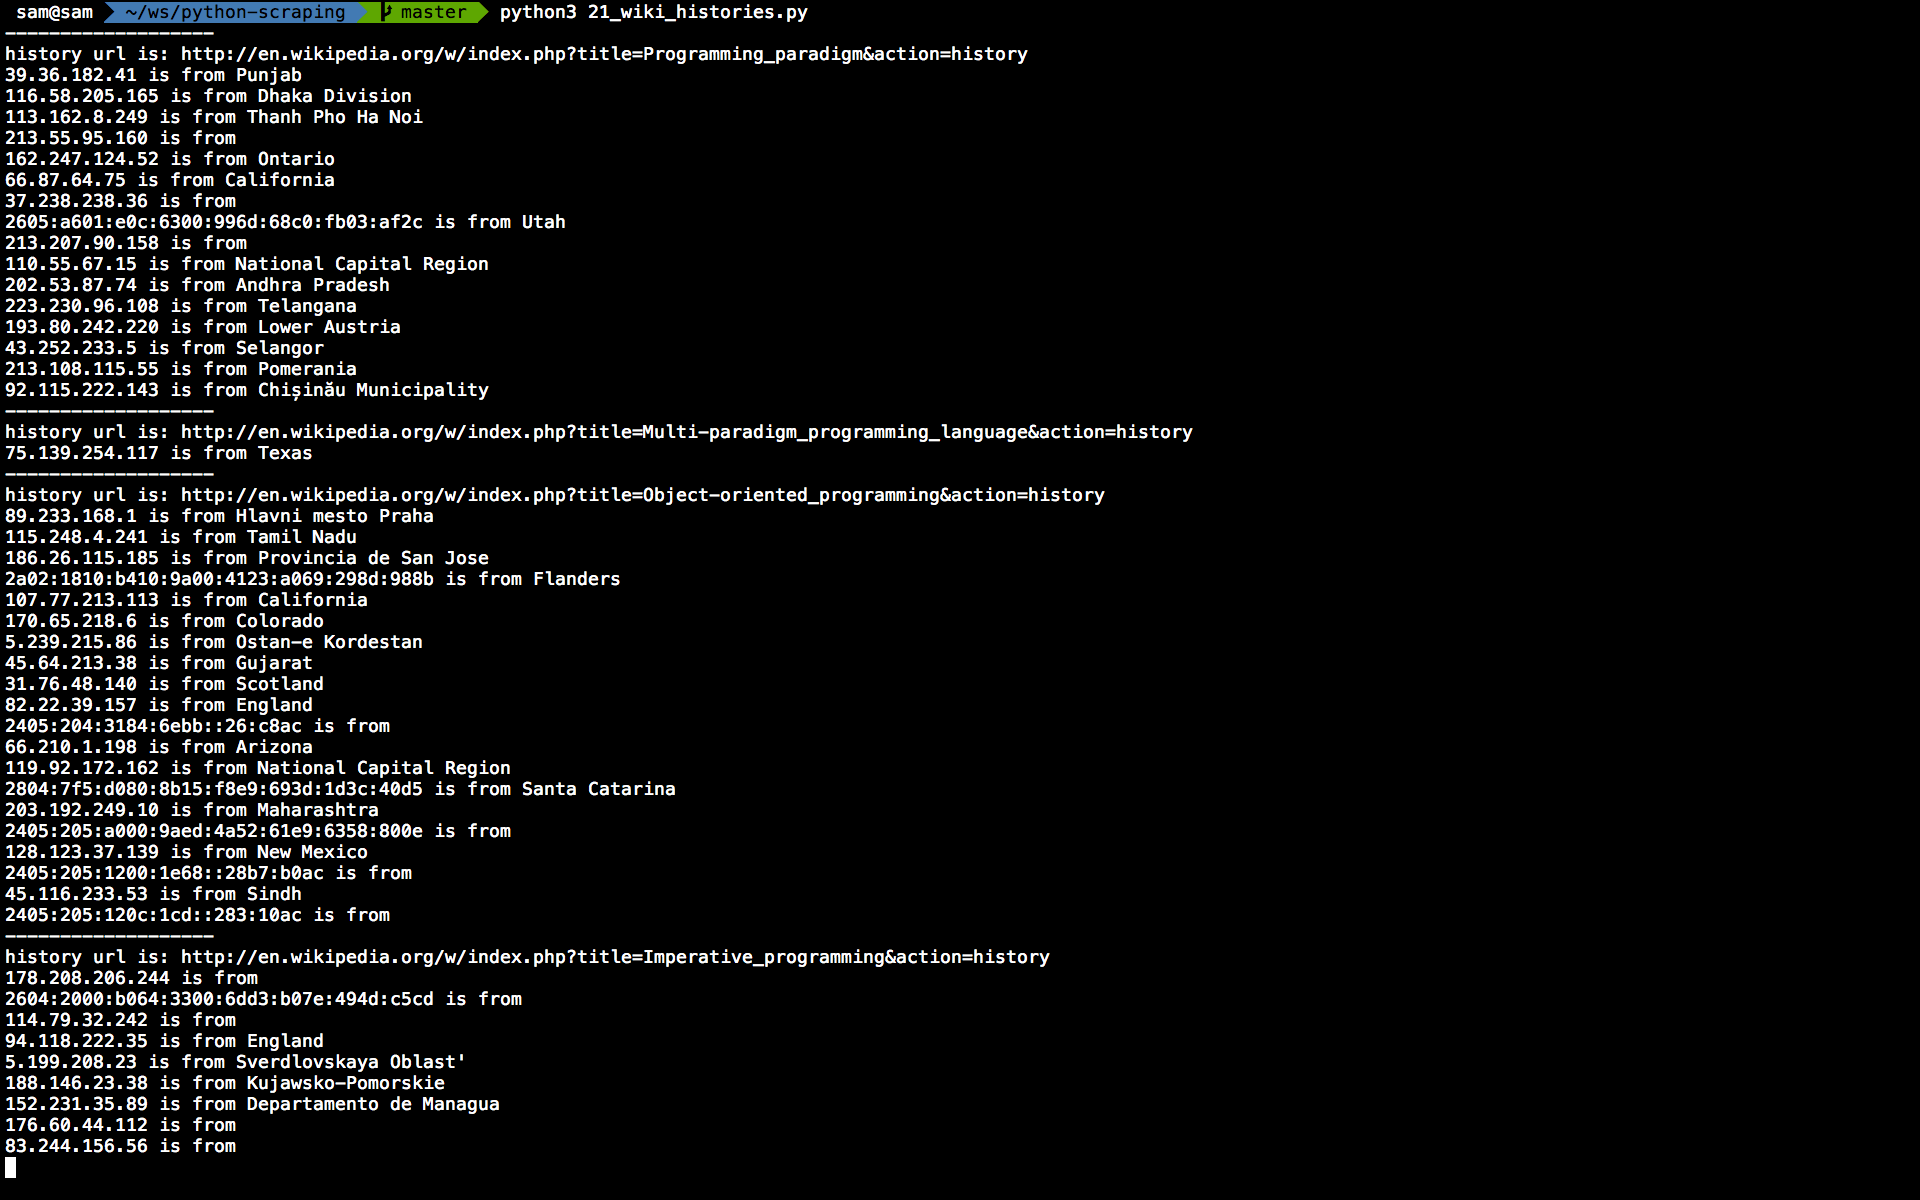 sam@sam ~/ws/python-scraping master python3 21_wiki_histories.py
-------------------
history url is: http://en.wikipedia.org/w/index.php?title=Programming_paradigm&action=history
39.36.182.41 is from Punjab
116.58.205.165 is from Dhaka Division
113.162.8.249 is from Thanh Pho Ha Noi
213.55.95.160 is from
162.247.124.52 is from Ontario
66.87.64.75 is from California
37.238.238.36 is from
2605:a601:e0c:6300:996d:68c0:fb03:af2c is from Utah
213.207.90.158 is from
110.55.67.15 is from National Capital Region
202.53.87.74 is from Andhra Pradesh
223.230.96.108 is from Telangana
193.80.242.220 is from Lower Austria
43.252.233.5 is from Selangor
213.108.115.55 is from Pomerania
92.115.222.143 is from Chișinău Municipality
-------------------
history url is: http://en.wikipedia.org/w/index.php?title=Multi-paradigm_programming_language&action=history
75.139.254.117 is from Texas
-------------------
history url is: http://en.wikipedia.org/w/index.php?title=Object-oriented_programming&action=history
89.233.168.1 is from Hlavni mesto Praha
115.248.4.241 is from Tamil Nadu
186.26.115.185 is from Provincia de San Jose
2a02:1810:b410:9a00:4123:a069:298d:988b is from Flanders
107.77.213.113 is from California
170.65.218.6 is from Colorado
5.239.215.86 is from Ostan-e Kordestan
45.64.213.38 is from Gujarat
31.76.48.140 is from Scotland
82.22.39.157 is from England
2405:204:3184:6ebb::26:c8ac is from
66.210.1.198 is from Arizona
119.92.172.162 is from National Capital Region
2804:7f5:d080:8b15:f8e9:693d:1d3c:40d5 is from Santa Catarina
203.192.249.10 is from Maharashtra
2405:205:a000:9aed:4a52:61e9:6358:800e is from
128.123.37.139 is from New Mexico
2405:205:1200:1e68::28b7:b0ac is from
45.116.233.53 is from Sindh
2405:205:120c:1cd::283:10ac is from
-------------------
history url is: http://en.wikipedia.org/w/index.php?title=Imperative_programming&action=history
178.208.206.244 is from
2604:2000:b064:3300:6dd3:b07e:494d:c5cd is from
114.79.32.242 is from
94.118.222.35 is from England
5.199.208.23 is from Sverdlovskaya Oblast'
188.146.23.38 is from Kujawsko-Pomorskie
152.231.35.89 is from Departamento de Managua
176.60.44.112 is from
83.244.156.56 is from